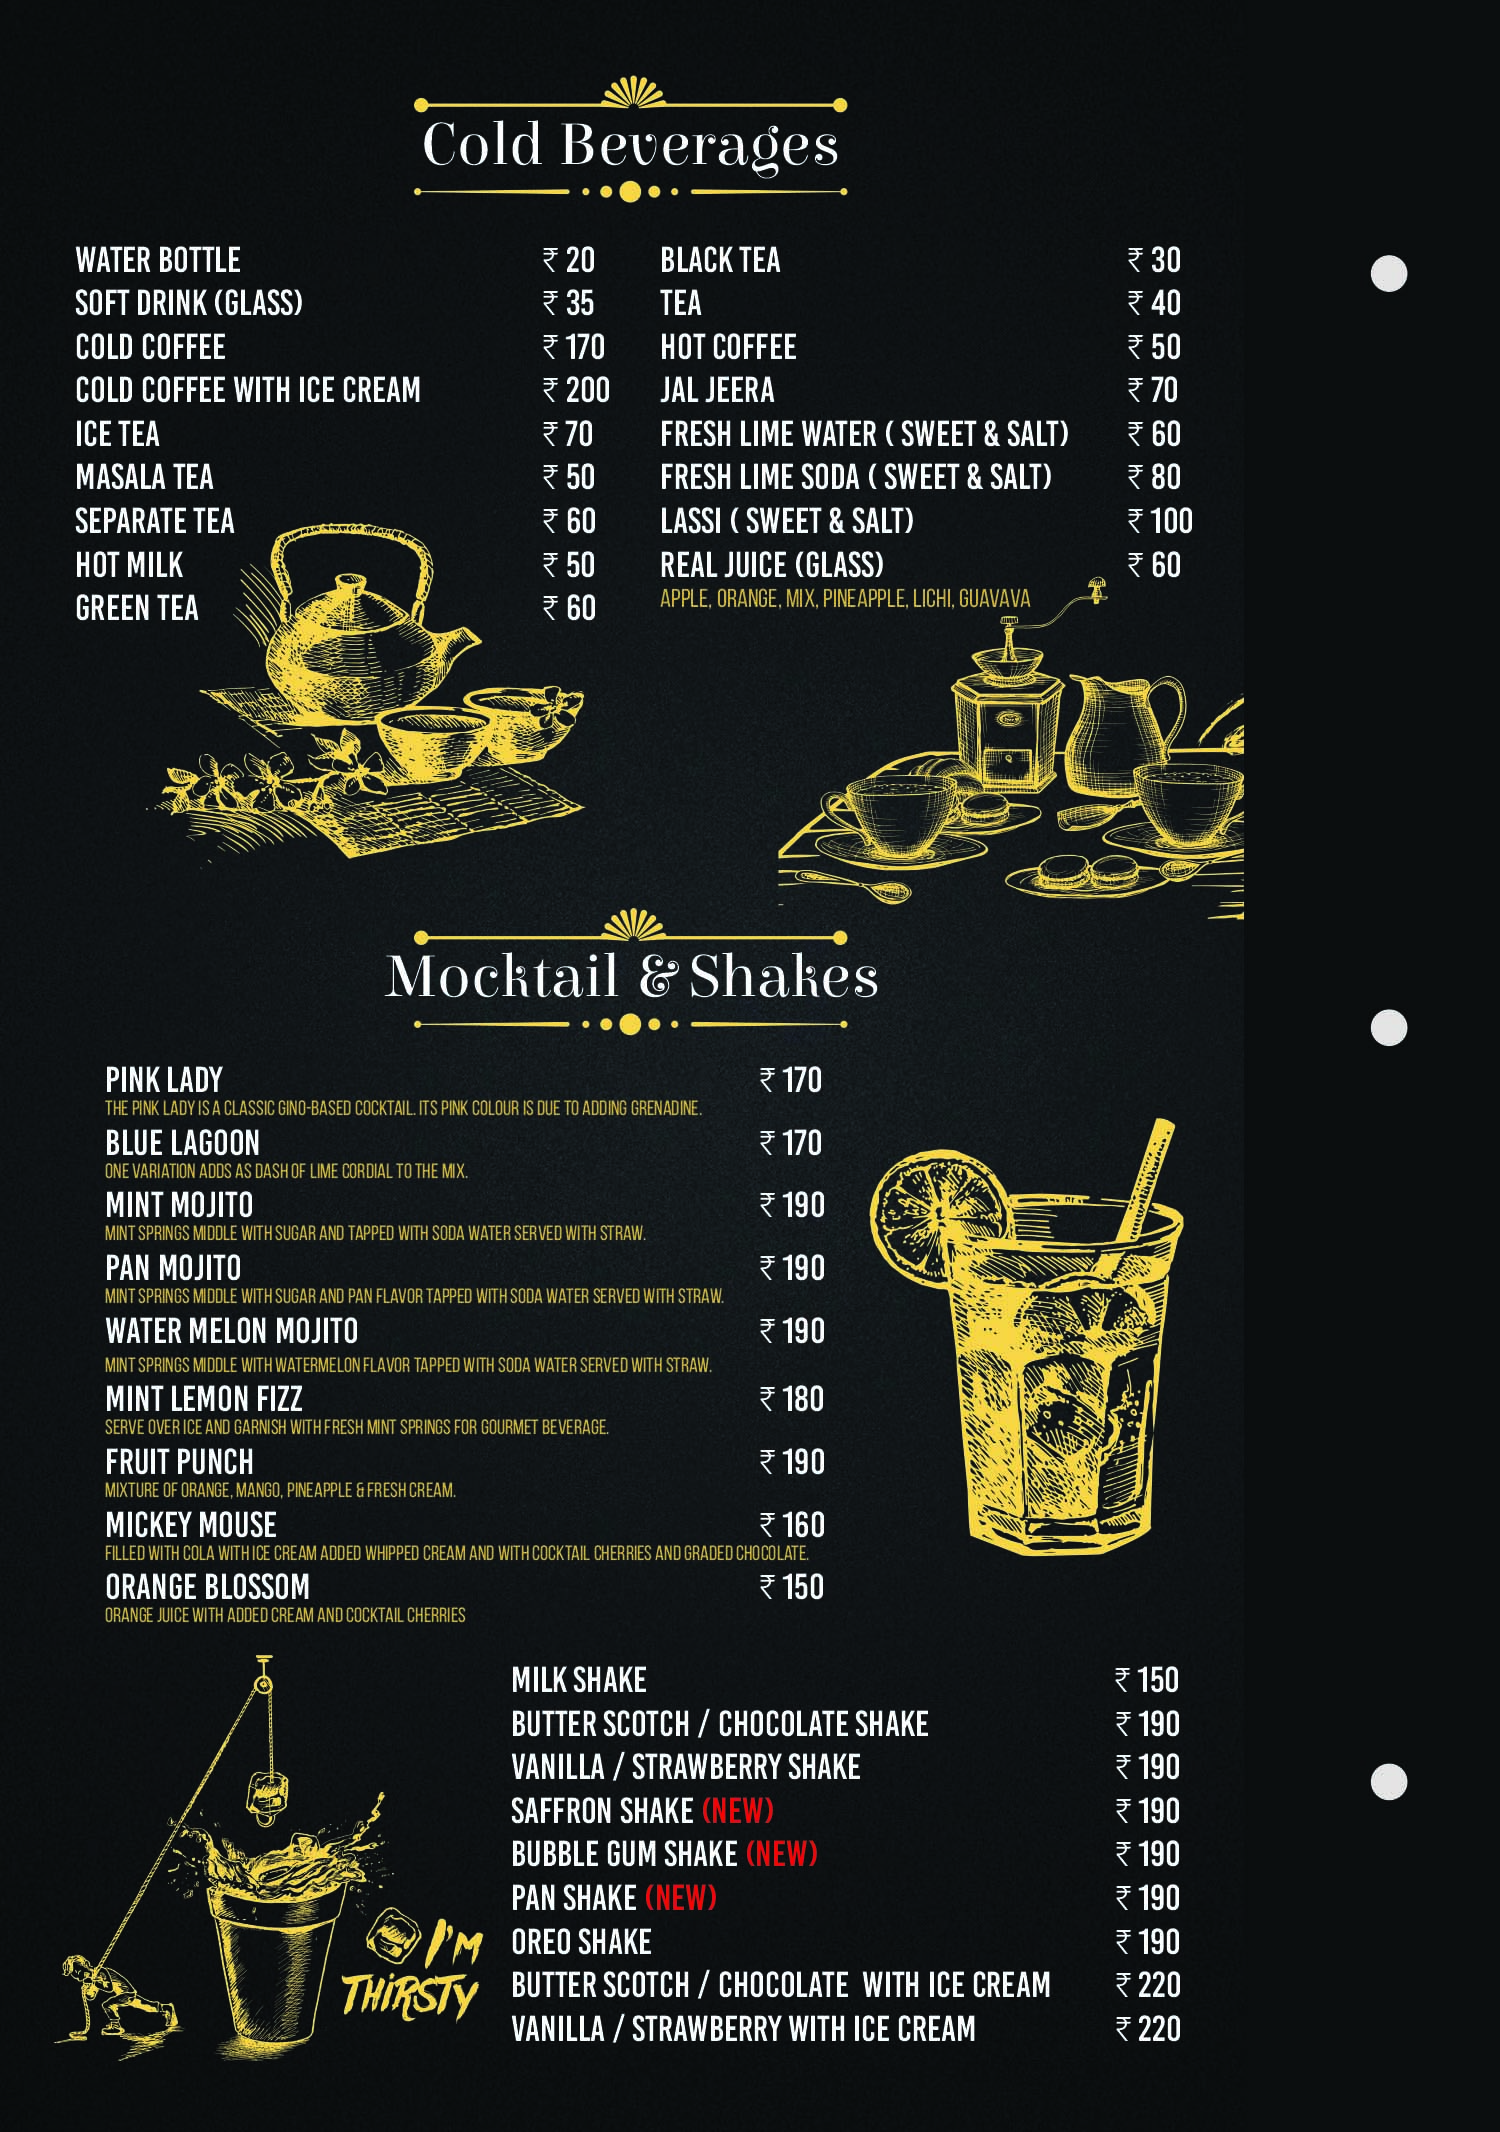 Cold Beverages
WATER BOTTLE ₹ 20
SOFT DRINK (GLASS) ₹ 35
COLD COFFEE ₹ 170
COLD COFFEE WITH ICE CREAM ₹ 200
ICE TEA ₹ 70
MASALA TEA ₹ 50
SEPARATE TEA ₹ 60
HOT MILK ₹ 50
GREEN TEA ₹ 60
BLACK TEA ₹ 30
TEA ₹ 40
HOT COFFEE ₹ 50
JAL JEERA ₹ 70
FRESH LIME WATER ( SWEET & SALT) ₹ 60
FRESH LIME SODA ( SWEET & SALT) ₹ 80
LASSI ( SWEET & SALT) ₹ 100
REAL JUICE (GLASS) ₹ 60
APPLE, ORANGE, MIX, PINEAPPLE, LICHI, GUAVAVA
Mocktail & Shakes
PINK LADY ₹ 170
THE PINK LADY IS A CLASSIC GINO-BASED COCKTAIL. ITS PINK COLOUR IS DUE TO ADDING GRENADINE.
BLUE LAGOON ₹ 170
ONE VARIATION ADDS AS DASH OF LIME CORDIAL TO THE MIX.
MINT MOJITO ₹ 190
MINT SPRINGS MIDDLE WITH SUGAR AND TAPPED WITH SODA WATER SERVED WITH STRAW.
PAN MOJITO ₹ 190
MINT SPRINGS MIDDLE WITH SUGAR AND PAN FLAVOR TAPPED WITH SODA WATER SERVED WITH STRAW.
WATER MELON MOJITO ₹ 190
MINT SPRINGS MIDDLE WITH WATERMELON FLAVOR TAPPED WITH SODA WATER SERVED WITH STRAW.
MINT LEMON FIZZ ₹ 180
SERVE OVER ICE AND GARNISH WITH FRESH MINT SPRINGS FOR GOURMET BEVERAGE.
FRUIT PUNCH ₹ 190
MIXTURE OF ORANGE, MANGO, PINEAPPLE & FRESH CREAM.
MICKEY MOUSE ₹ 160
FILLED WITH COLA WITH ICE CREAM ADDED WHIPPED CREAM AND WITH COCKTAIL CHERRIES AND GRADED CHOCOLATE.
ORANGE BLOSSOM ₹ 150
ORANGE JUICE WITH ADDED CREAM AND COCKTAIL CHERRIES
MILK SHAKE ₹ 150
BUTTER SCOTCH / CHOCOLATE SHAKE ₹ 190
VANILLA / STRAWBERRY SHAKE ₹ 190
SAFFRON SHAKE (NEW) ₹ 190
BUBBLE GUM SHAKE (NEW) ₹ 190
PAN SHAKE (NEW) ₹ 190
OREO SHAKE ₹ 190
BUTTER SCOTCH / CHOCOLATE WITH ICE CREAM ₹ 220
VANILLA / STRAWBERRY WITH ICE CREAM ₹ 220
I'M
THiRSTY